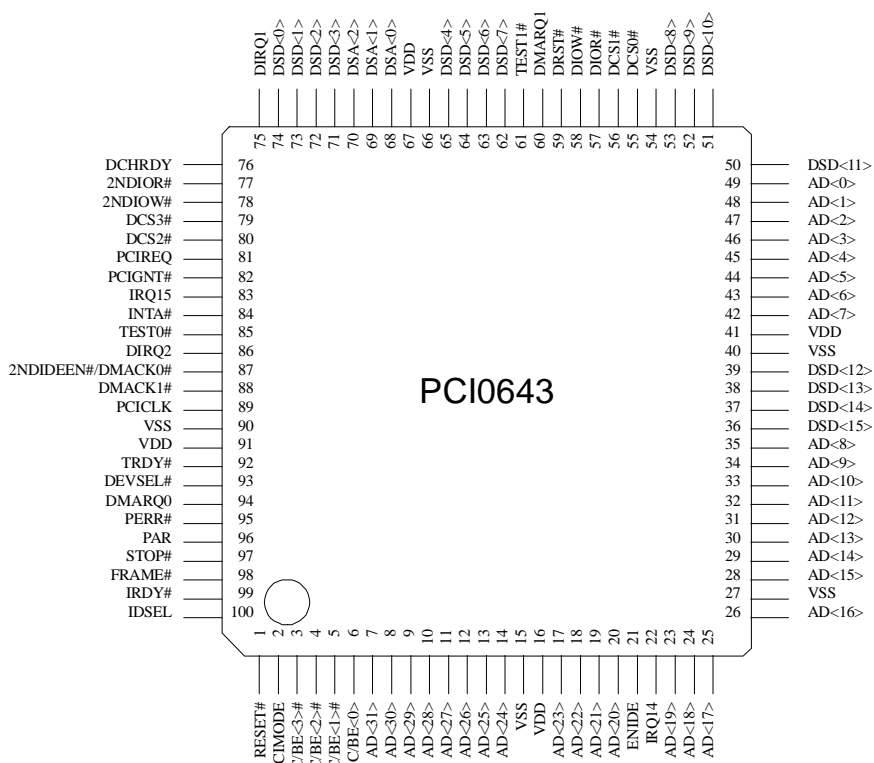 DIRQ1 75
DSD<0> 74
DSD<1> 73
DSD<2> 72
DSD<3> 71
DSA<2> 70
DSA<1> 69
DSA<0> 68
VDD 67
VSS 66
DSD<4> 65
DSD<5> 64
DSD<6> 63
DSD<7> 62
TEST1# 61
DMARQ1 60
DRST# 59
DIOW# 58
DIOR# 57
DCS1# 56
DCS0# 55
VSS 54
DSD<8> 53
DSD<9> 52
DSD<10> 51
DCHRDY 76
2NDIOR# 77
2NDIOW# 78
DCS3# 79
DCS2# 80
PCIREQ 81
PCIGNT# 82
IRQ15 83
INTA# 84
TEST0# 85
DIRQ2 86
2NDIDEEN#/DMACK0# 87
DMACK1# 88
PCICLK 89
VSS 90
VDD 91
TRDY# 92
DEVSEL# 93
DMARQ0 94
PERR# 95
PAR 96
STOP# 97
FRAME# 98
IRDY# 99
IDSEL 100
PCI0643
50 DSD<11>
49 AD<0>
48 AD<1>
47 AD<2>
46 AD<3>
45 AD<4>
44 AD<5>
43 AD<6>
42 AD<7>
41 VDD
40 VSS
39 DSD<12>
38 DSD<13>
37 DSD<14>
36 DSD<15>
35 AD<8>
34 AD<9>
33 AD<10>
32 AD<11>
31 AD<12>
30 AD<13>
29 AD<14>
28 AD<15>
27 VSS
26 AD<16>
1 RESET#
2 CIMODE
3 C/BE<3>#
4 C/BE<2>#
5 C/BE<1>#
6 C/BE<0>
7 AD<31>
8 AD<30>
9 AD<29>
10 AD<28>
11 AD<27>
12 AD<26>
13 AD<25>
14 AD<24>
15 VSS
16 VDD
17 AD<23>
18 AD<22>
19 AD<21>
20 AD<20>
21 ENIDE
22 IRQ14
23 AD<19>
24 AD<18>
25 AD<17>